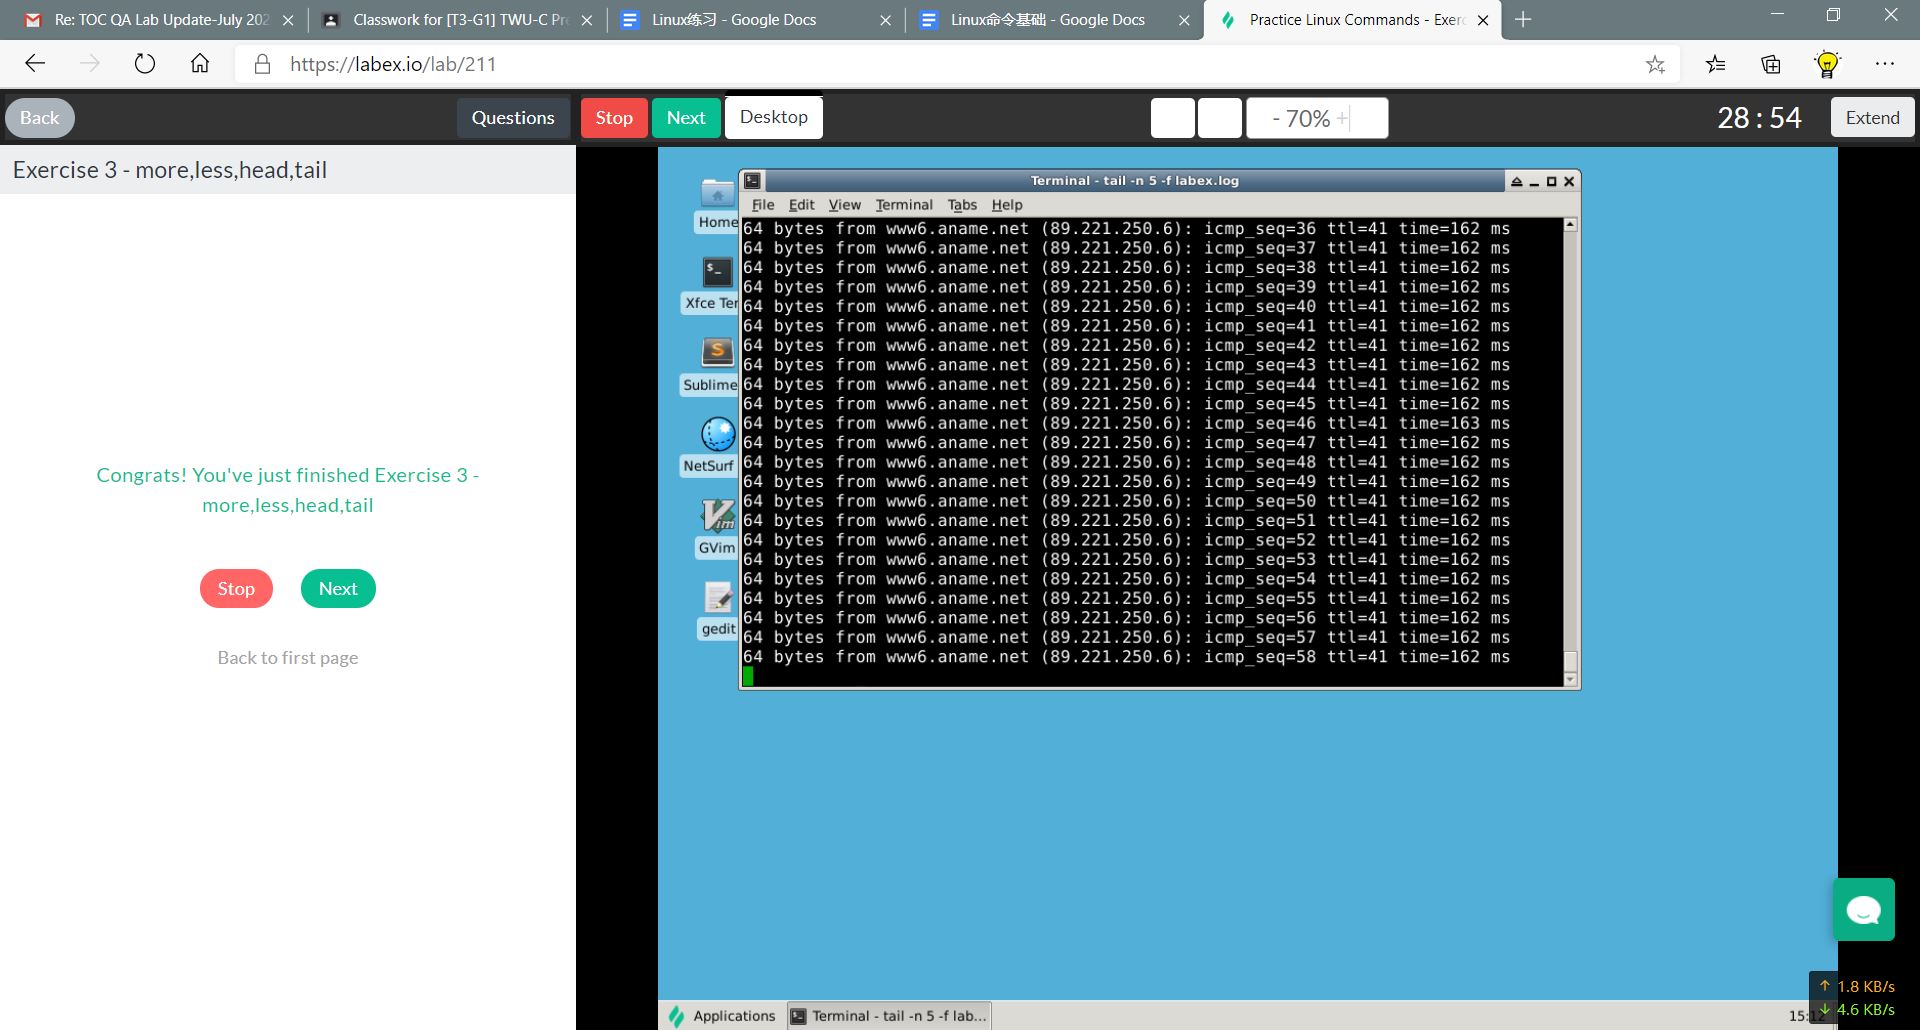 Re: TOC QA Lab Update-July 202
Classwork for [T3-G1] TWU-C Pre
Linux练习 - Google Docs
Linux命令基础 - Google Docs
Practice Linux Commands - Exerc
https://labex.io/lab/211
Back
Questions
Stop
Next
Desktop
- 70% +
28 : 54
Extend
Exercise 3 - more,less,head,tail
Congrats! You've just finished Exercise 3 -
more,less,head,tail
Stop
Next
Back to first page
Home
Xfce Ter
Sublime
NetSurf
GVim
gedit
Terminal - tail -n 5 -f labex.log
File Edit View Terminal Tabs Help
64 bytes from www6.aname.net (89.221.250.6): icmp_seq=36 ttl=41 time=162 ms
64 bytes from www6.aname.net (89.221.250.6): icmp_seq=37 ttl=41 time=162 ms
64 bytes from www6.aname.net (89.221.250.6): icmp_seq=38 ttl=41 time=162 ms
64 bytes from www6.aname.net (89.221.250.6): icmp_seq=39 ttl=41 time=162 ms
64 bytes from www6.aname.net (89.221.250.6): icmp_seq=40 ttl=41 time=162 ms
64 bytes from www6.aname.net (89.221.250.6): icmp_seq=41 ttl=41 time=162 ms
64 bytes from www6.aname.net (89.221.250.6): icmp_seq=42 ttl=41 time=162 ms
64 bytes from www6.aname.net (89.221.250.6): icmp_seq=43 ttl=41 time=162 ms
64 bytes from www6.aname.net (89.221.250.6): icmp_seq=44 ttl=41 time=162 ms
64 bytes from www6.aname.net (89.221.250.6): icmp_seq=45 ttl=41 time=162 ms
64 bytes from www6.aname.net (89.221.250.6): icmp_seq=46 ttl=41 time=163 ms
64 bytes from www6.aname.net (89.221.250.6): icmp_seq=47 ttl=41 time=162 ms
64 bytes from www6.aname.net (89.221.250.6): icmp_seq=48 ttl=41 time=162 ms
64 bytes from www6.aname.net (89.221.250.6): icmp_seq=49 ttl=41 time=162 ms
64 bytes from www6.aname.net (89.221.250.6): icmp_seq=50 ttl=41 time=162 ms
64 bytes from www6.aname.net (89.221.250.6): icmp_seq=51 ttl=41 time=162 ms
64 bytes from www6.aname.net (89.221.250.6): icmp_seq=52 ttl=41 time=162 ms
64 bytes from www6.aname.net (89.221.250.6): icmp_seq=53 ttl=41 time=162 ms
64 bytes from www6.aname.net (89.221.250.6): icmp_seq=54 ttl=41 time=162 ms
64 bytes from www6.aname.net (89.221.250.6): icmp_seq=55 ttl=41 time=162 ms
64 bytes from www6.aname.net (89.221.250.6): icmp_seq=56 ttl=41 time=162 ms
64 bytes from www6.aname.net (89.221.250.6): icmp_seq=57 ttl=41 time=162 ms
64 bytes from www6.aname.net (89.221.250.6): icmp_seq=58 ttl=41 time=162 ms
Applications
Terminal - tail -n 5 -f lab...
↑ 1.8 KB/s
↓ 4.6 KB/s